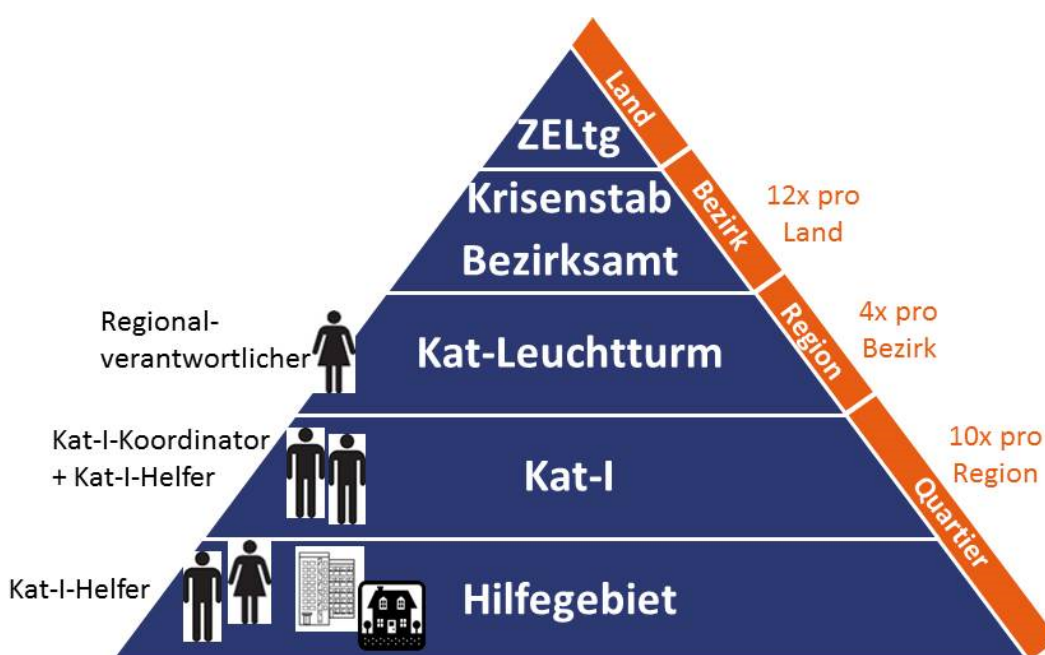 Land
ZELtg
Bezirk
12x pro
Land
Krisenstab
Bezirksamt
Regional-
verantwortlicher
Kat-Leuchtturm
Region
4x pro
Bezirk
Kat-I-Koordinator
+ Kat-I-Helfer
Kat-I
Quartier
10x pro
Region
Kat-I-Helfer
Hilfegebiet